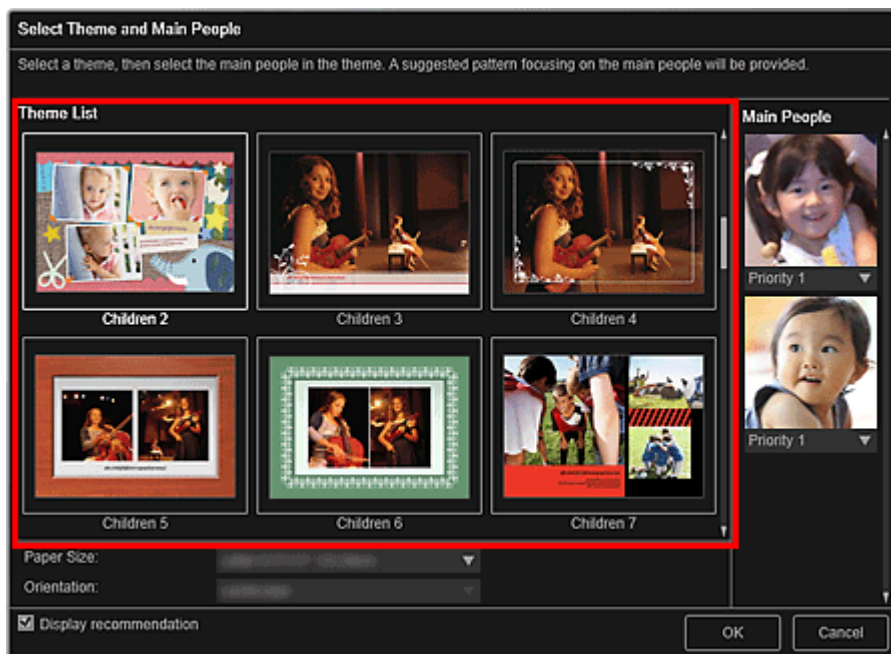 Select Theme and Main People
Select a theme, then select the main people in the theme. A suggested pattern focusing on the main people will be provided.
Theme List
Children 2
Children 3
Children 4
Children 5
Children 6
Children 7
Main People
Priority 1
Priority 1
Paper Size:
Orientation:
Display recommendation
OK
Cancel